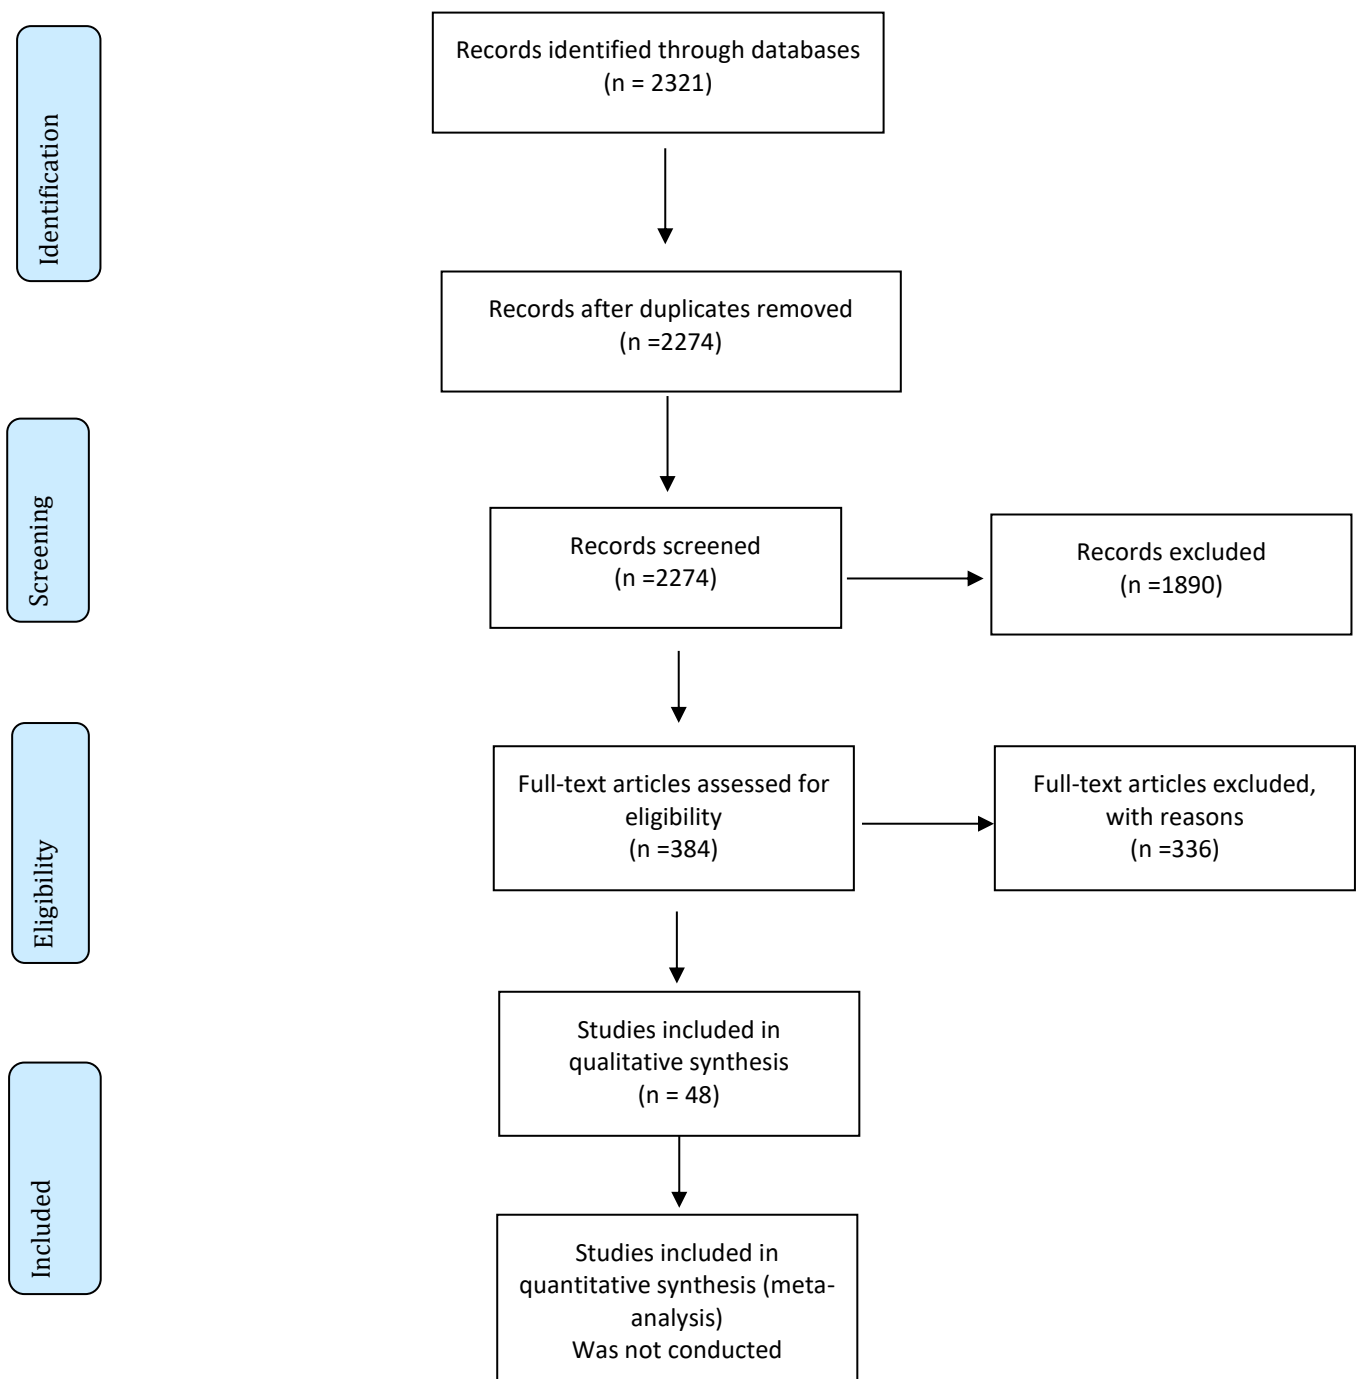 Identification
Records identified through databases
(n = 2321)
Records after duplicates removed
(n =2274)
Screening
Records screened
(n =2274)
Records excluded
(n =1890)
Eligibility
Full-text articles assessed for
eligibility
(n =384)
Full-text articles excluded,
with reasons
(n =336)
Included
Studies included in
qualitative synthesis
(n = 48)
Studies included in
quantitative synthesis (meta-
analysis)
Was not conducted